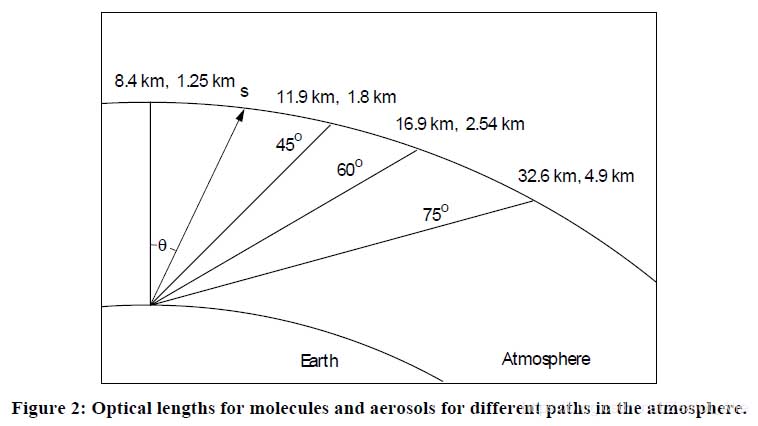 8.4 km, 1.25 km
s
11.9 km, 1.8 km
16.9 km, 2.54 km
32.6 km, 4.9 km
45°
60°
75°
θ
Earth
Atmosphere
Figure 2: Optical lengths for molecules and aerosols for different paths in the atmosphere.